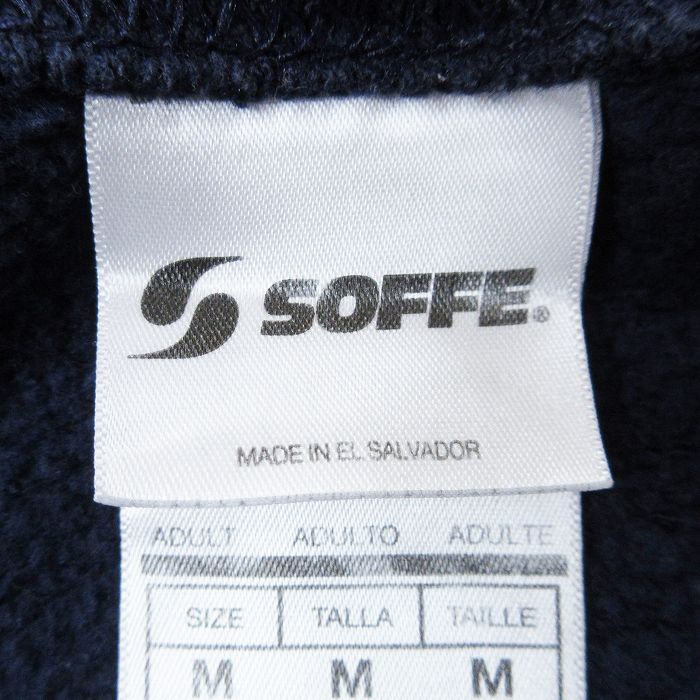 SOFFE®
MADE IN EL SALVADOR
ADULT ADULTO ADULTE
SIZE TALLA TAILLE
M M M